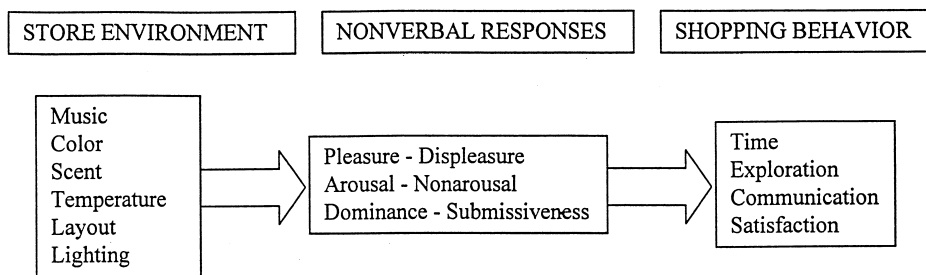 STORE ENVIRONMENT
NONVERBAL RESPONSES
SHOPPING BEHAVIOR
Music
Color
Scent
Temperature
Layout
Lighting
Pleasure - Displeasure
Arousal - Nonarousal
Dominance - Submissiveness
Time
Exploration
Communication
Satisfaction